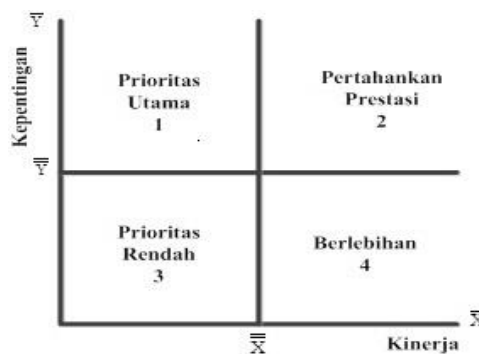 Y̅
Kepentingan
Prioritas
Utama
1
Pertahankan
Prestasi
2
Y̿
Prioritas
Rendah
3
Berlebihan
4
X̿
X̅
Kinerja